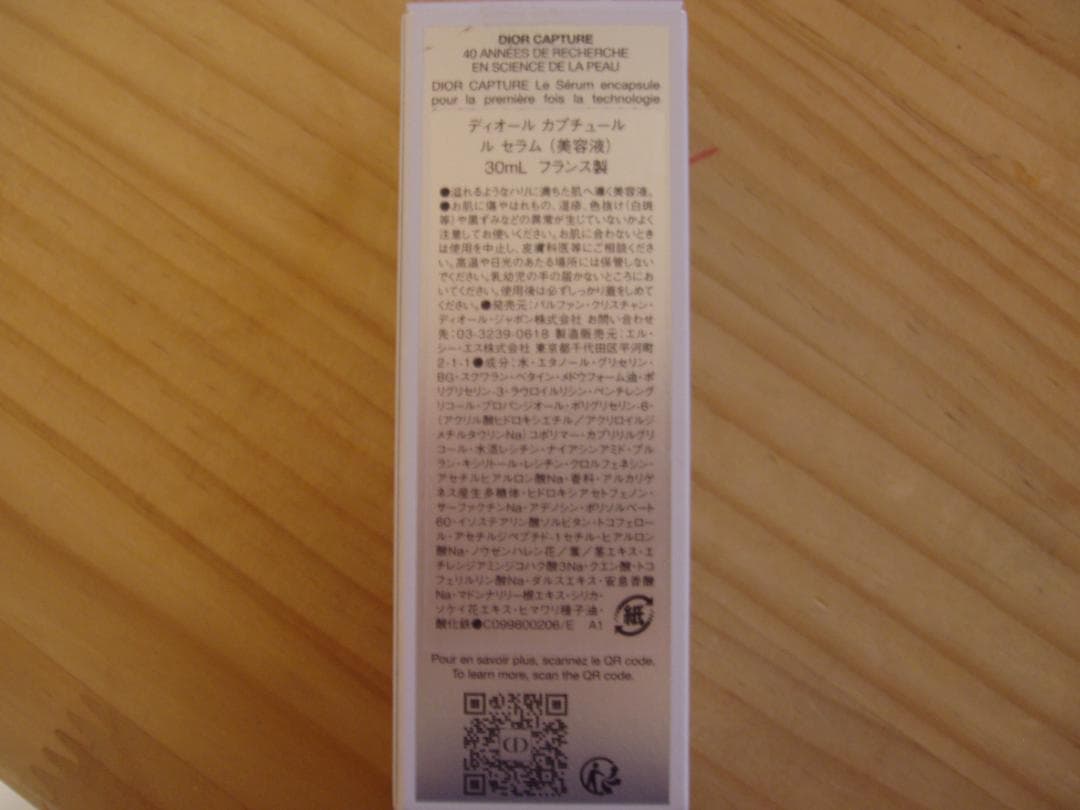 DIOR CAPTURE
40 ANNÉES DE RECHERCHE
EN SCIENCE DE LA PEAU
DIOR CAPTURE Le Sérum encapsule
pour la première fois la technologie
ディオール カプチュール
ル セラム（美容液）
30mL フランス製
●溢れるようなハリに満ちた肌へ導く美容液。
●お肌に傷やはれもの、湿疹、色抜け（白斑
等）や黒ずみなどの異常が生じていないかよく
注意してお使いください。お肌に合わないとき
は使用を中止し、皮膚科医等にご相談くださ
い。高温や日光のあたる場所には保管しない
でください。乳幼児の手の届かないところにお
いてください。使用後は必ずしっかり蓋をしめて
ください。●発売元：パルファン・クリスチャン・
ディオール・ジャポン株式会社 お問い合わせ
先：03-3239-0618 製造販売元：エル・
シー・エス株式会社 東京都千代田区平河町
2-1-1●成分：水・エタノール・グリセリン・
BG・スクワラン・ベタイン・メドウフォーム油・ポ
リグリセリン-3・ラウロイルリシン・ペンチレング
リコール・プロパンジオール・ポリグリセリン-6・
（アクリル酸ヒドロキシエチル／アクリロイルジ
メチルタウリンNa）コポリマー・カプリリルグリ
コール・水添レシチン・ナイアシンアミド・プル
ラン・キシリトール・レシチン・クロルフェネシン・
アセチルヒアルロン酸Na・香料・アルカリゲ
ネス産生多糖体・ヒドロキシアセトフェノン・
サーファクチンNa・アデノシン・ポリソルベート
60・イソステアリン酸ソルビタン・トコフェロー
ル・アセチルジペプチド-1セチル・ヒアルロン
酸Na・ノウゼンハレン花／葉／茎エキス・エ
チレンジアミンジコハク酸3Na・クエン酸・トコ
フェリルリン酸Na・ダルスエキス・安息香酸
Na・マドンナリリー根エキス・シリカ・
ソケイ花エキス・ヒマワリ種子油・
酸化鉄●C099800206/E A1
紙
Pour en savoir plus, scannez le QR code.
To learn more, scan the QR code.
CD